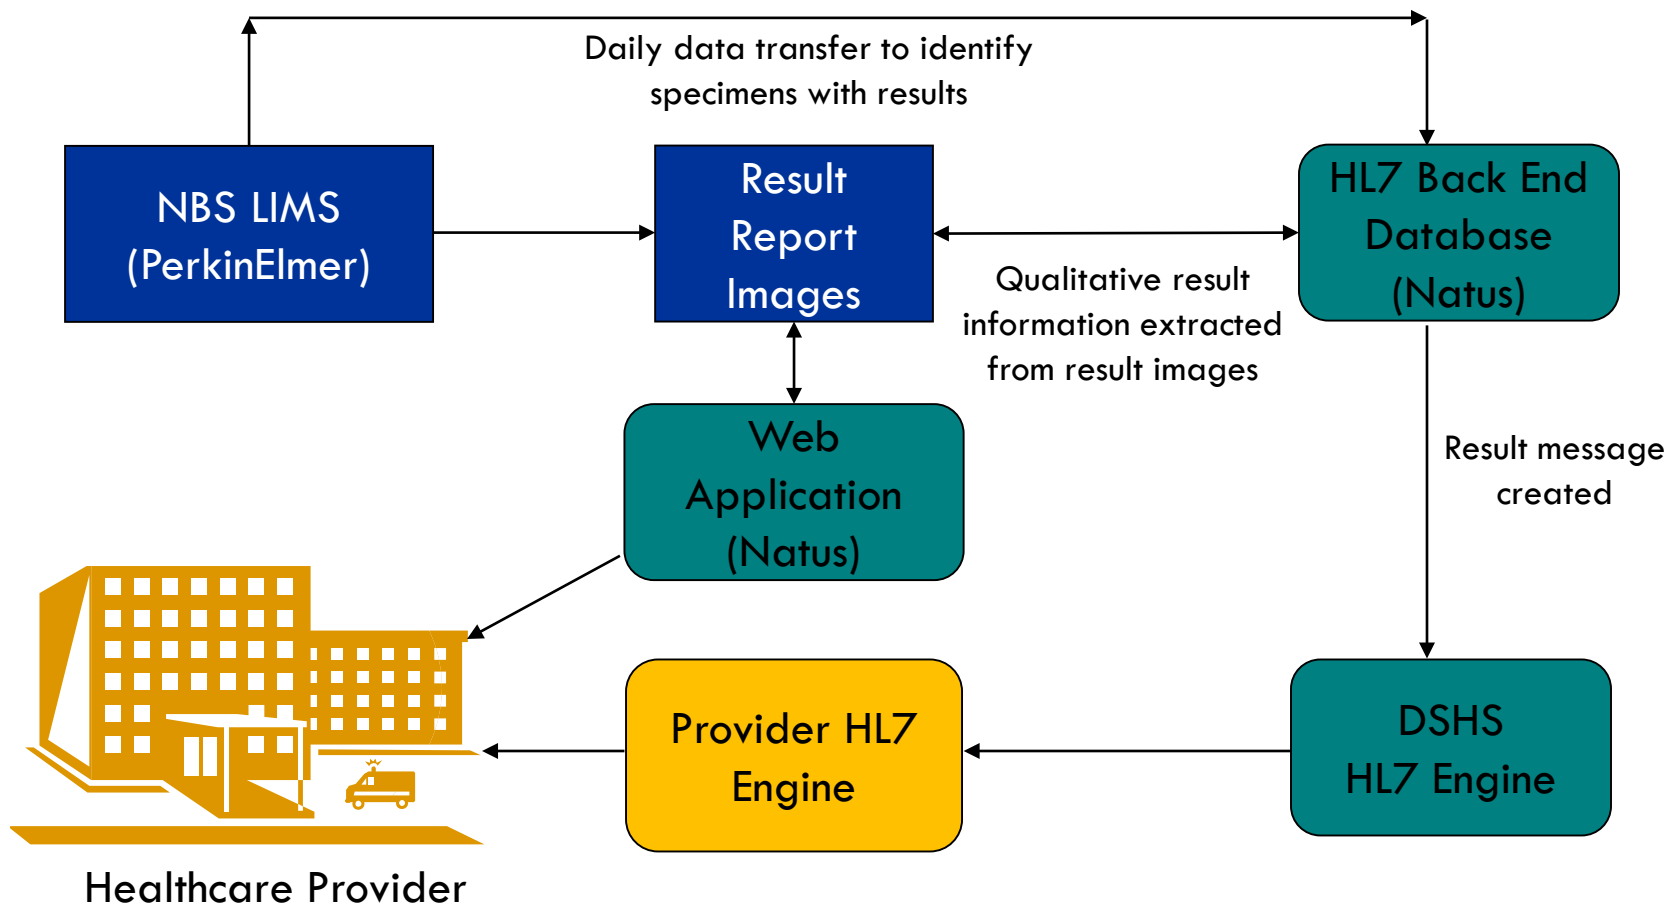 Daily data transfer to identify
specimens with results
NBS LIMS
(PerkinElmer)
Result
Report
Images
HL7 Back End
Database
(Natus)
Qualitative result
information extracted
from result images
Web
Application
(Natus)
Result message
created
Provider HL7
Engine
DSHS
HL7 Engine
Healthcare Provider